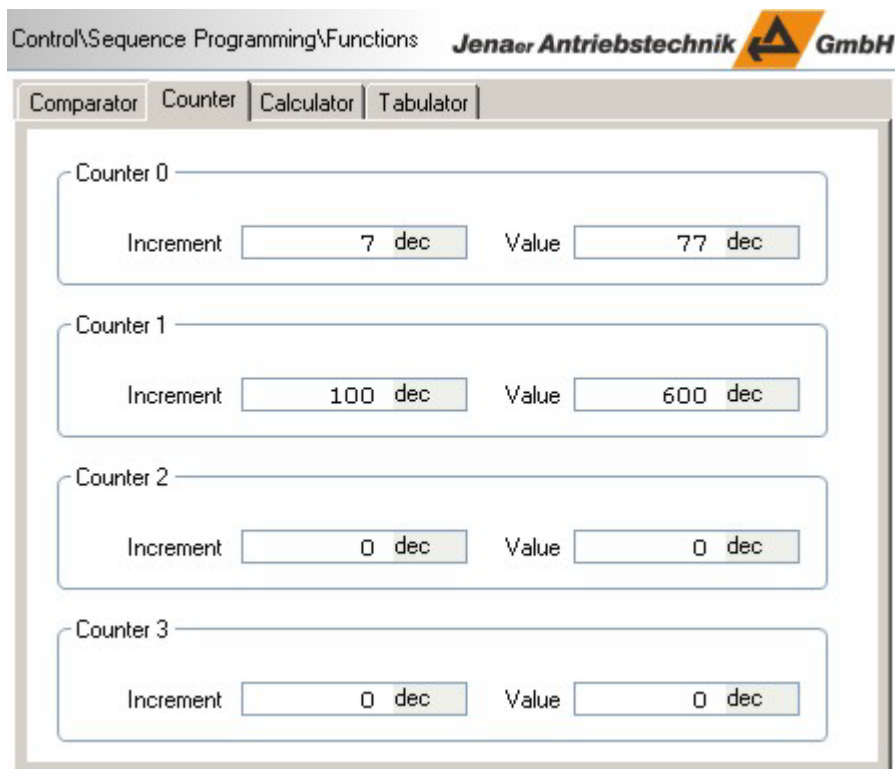 Control\Sequence Programming\Functions Jenaer Antriebstechnik GmbH
Comparator Counter Calculator Tabulator
Counter 0
Increment 7 dec Value 77 dec
Counter 1
Increment 100 dec Value 600 dec
Counter 2
Increment 0 dec Value 0 dec
Counter 3
Increment 0 dec Value 0 dec